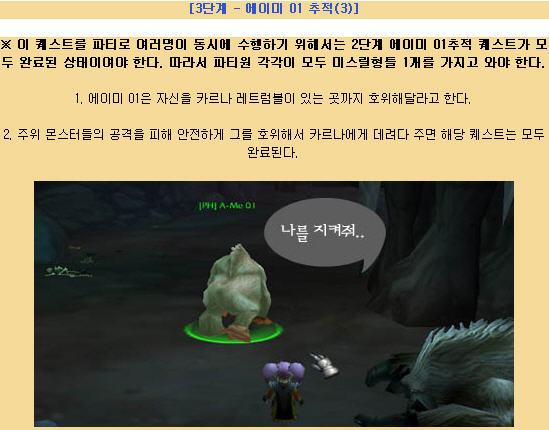 [3단계 - 에이미 01 추적(3)]
※ 이 퀘스트를 파티로 여러명이 동시에 수행하기 위해서는 2단계 에이미 01추적 퀘스트가 모
두 완료된 상태이여야 한다. 따라서 파티원 각각이 모두 미스릴형틀 1개를 가지고 와야 한다.
1. 에이미 01은 자신을 카르나 레트럼블이 있는 곳까지 호위해달라고 한다.
2. 주위 몬스터들의 공격을 피해 안전하게 그를 호위해서 카르나에게 데려다 주면 해당 퀘스트는 모두
완료된다.
[PH] A-Me 01
나를 지켜줘..